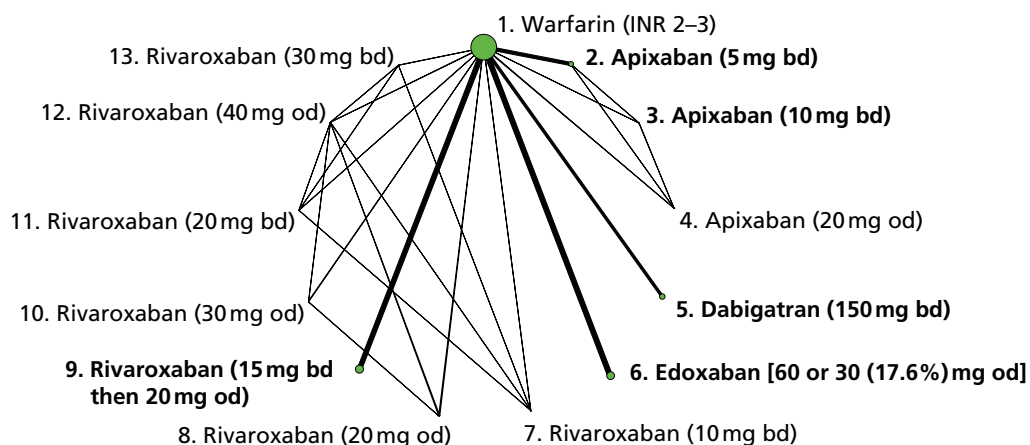 1. Warfarin (INR 2–3)
13. Rivaroxaban (30 mg bd)
2. Apixaban (5 mg bd)
12. Rivaroxaban (40 mg od)
3. Apixaban (10 mg bd)
11. Rivaroxaban (20 mg bd)
4. Apixaban (20 mg od)
10. Rivaroxaban (30 mg od)
5. Dabigatran (150 mg bd)
9. Rivaroxaban (15 mg bd
then 20 mg od)
6. Edoxaban [60 or 30 (17.6%) mg od]
8. Rivaroxaban (20 mg od)
7. Rivaroxaban (10 mg bd)